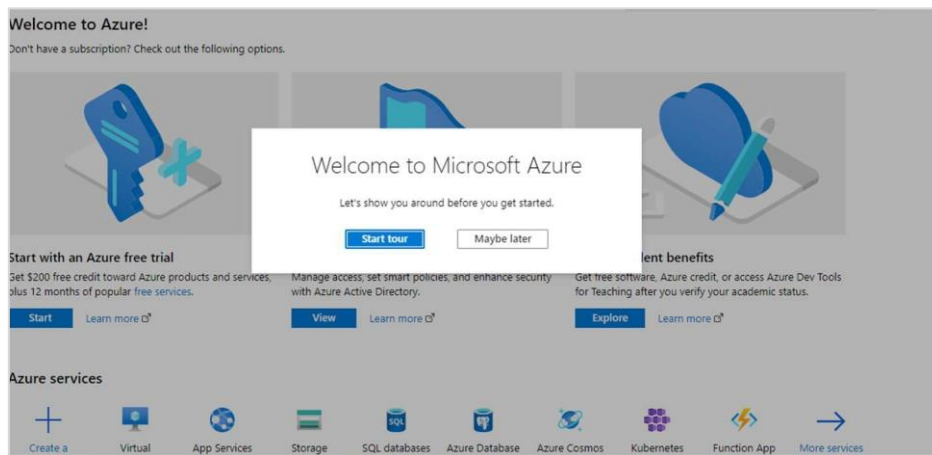 Welcome to Azure!
Don't have a subscription? Check out the following options.
Welcome to Microsoft Azure
Let's show you around before you get started.
Start tour
Maybe later
Start with an Azure free trial
Get $200 free credit toward Azure products and services,
plus 12 months of popular free services.
Start
Learn more
Manage access, set smart policies, and enhance security
with Azure Active Directory.
View
Learn more
benefits
Get free software, Azure credit, or access Azure Dev Tools
for Teaching after you verify your academic status.
Explore
Learn more
Azure services
SQL
Create a
Virtual
App Services
Storage
SQL databases
Azure Database
Azure Cosmos
Kubernetes
Function App
More services